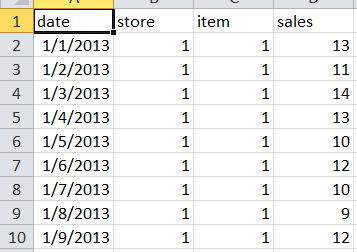 1 date store item sales
2 1/1/2013 1 1 13
3 1/2/2013 1 1 11
4 1/3/2013 1 1 14
5 1/4/2013 1 1 13
6 1/5/2013 1 1 10
7 1/6/2013 1 1 12
8 1/7/2013 1 1 10
9 1/8/2013 1 1 9
10 1/9/2013 1 1 12